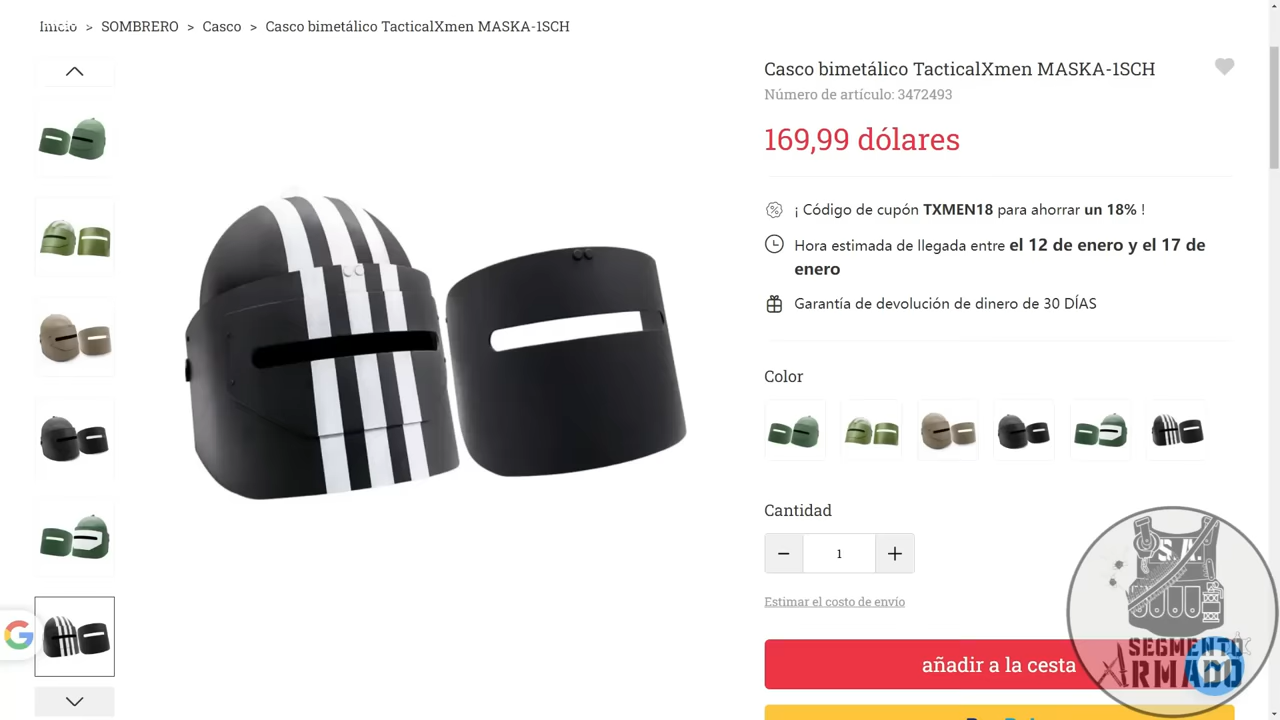 Inicio > SOMBRERO > Casco > Casco bimetálico TacticalXmen MASKA-1SCH
Casco bimetálico TacticalXmen MASKA-1SCH
Número de artículo: 3472493
169,99 dólares
¡ Código de cupón TXMEN18 para ahorrar un 18% !
Hora estimada de llegada entre el 12 de enero y el 17 de
enero
Garantía de devolución de dinero de 30 DÍAS
Color
Cantidad
1
Estimar el costo de envío
añadir a la cesta
S.A.
SEGMENTO
ARMADO